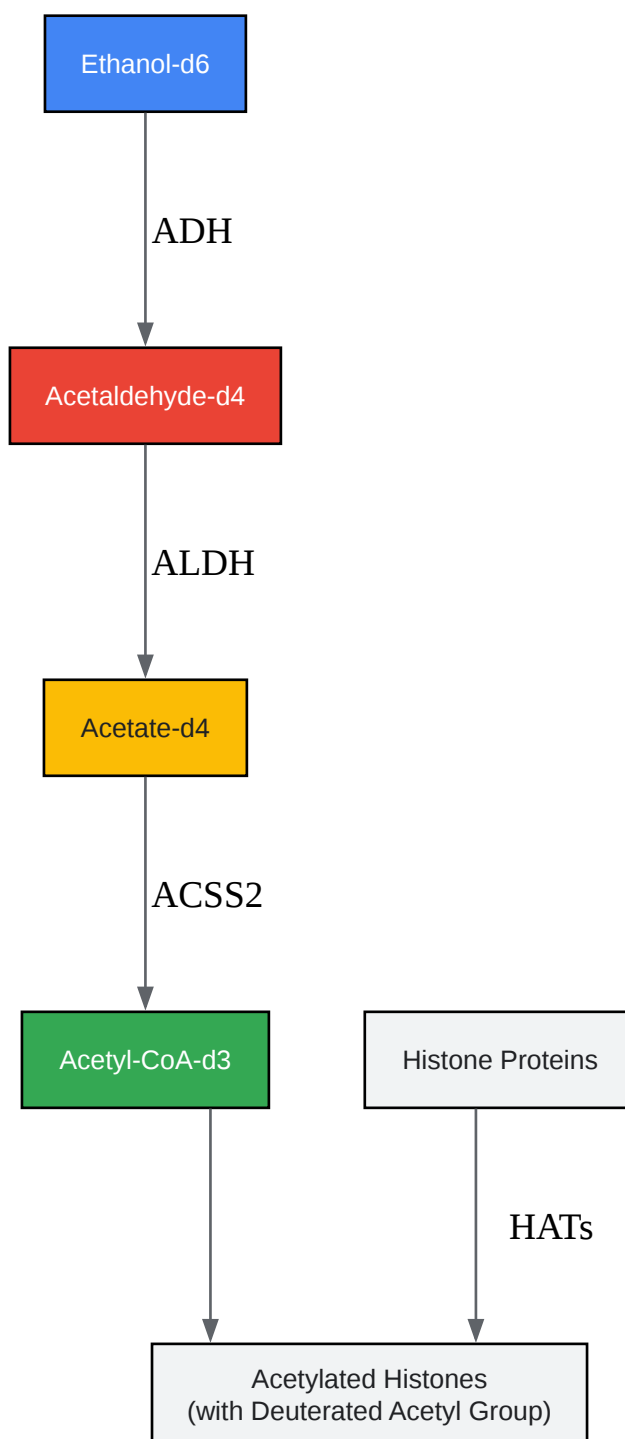 Ethanol-d6
ADH
Acetaldehyde-d4
ALDH
Acetate-d4
ACSS2
Acetyl-CoA-d3
Histone Proteins
HATs
Acetylated Histones
(with Deuterated Acetyl Group)